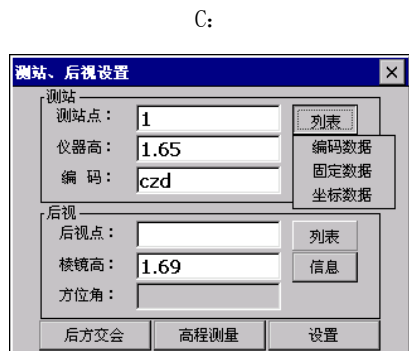 C:
测站、后视设置
测站
测站点： 1 列表
仪器高： 1.65 编码数据
固定数据
编 码： czd 坐标数据
后视
后视点： 列表
棱镜高： 1.69 信息
方位角：
后方交会 高程测量 设置